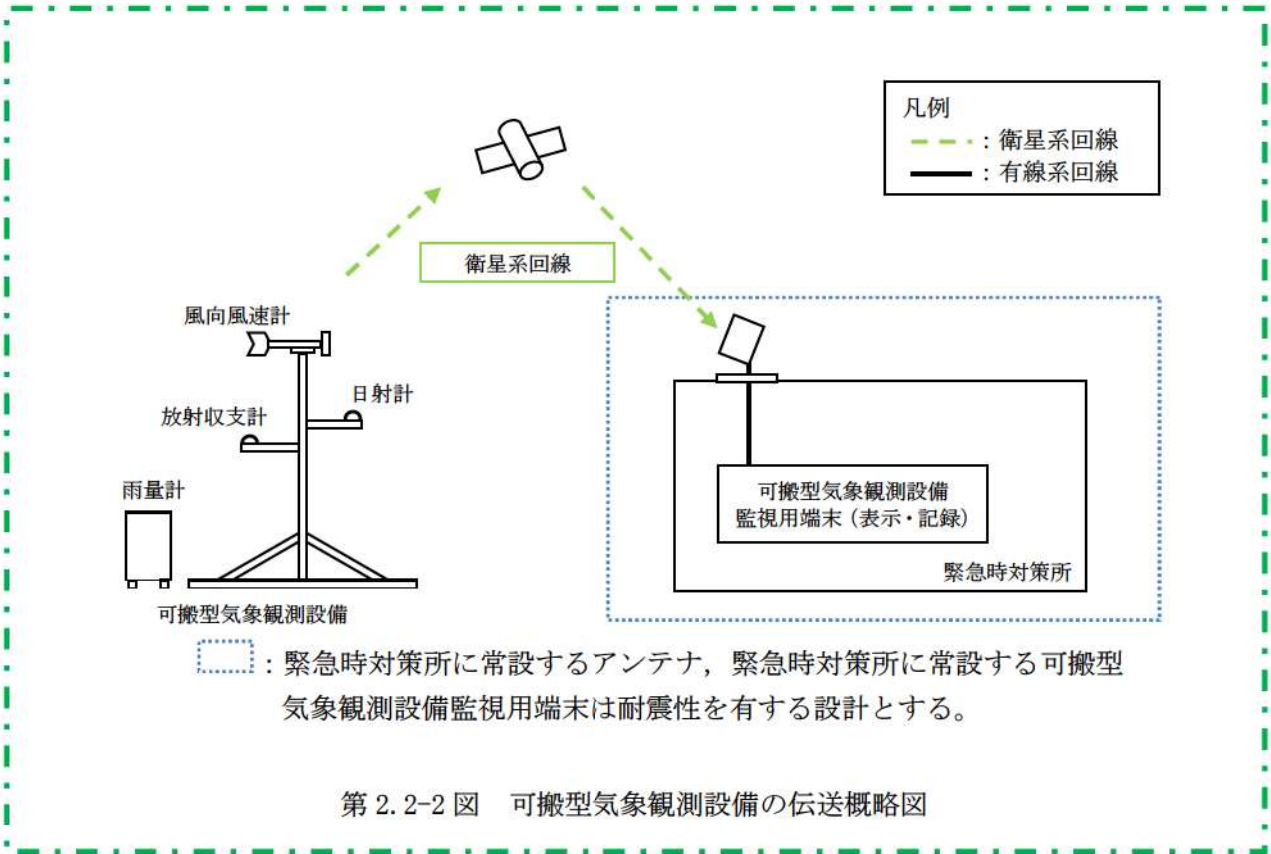 凡例
：衛星系回線
：有線系回線
衛星系回線
風向風速計
日射計
放射収支計
雨量計
可搬型気象観測設備
可搬型気象観測設備
監視用端末（表示・記録）
緊急時対策所
：緊急時対策所に常設するアンテナ，緊急時対策所に常設する可搬型
気象観測設備監視用端末は耐震性を有する設計とする。
第 2.2-2 図　可搬型気象観測設備の伝送概略図